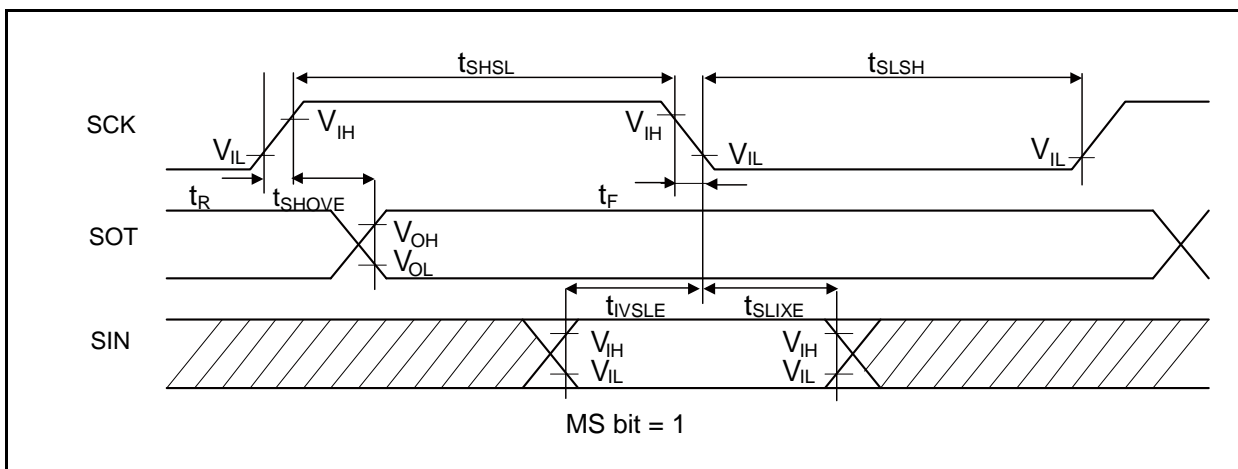 tSHSL
tSLSH
SCK
VIH
VIH
VIL
VIL
VIL
tR
tSHOVE
tF
SOT
VOH
VOL
tIVSLE
tSLIXE
SIN
VIH
VIH
VIL
VIL
MS bit = 1